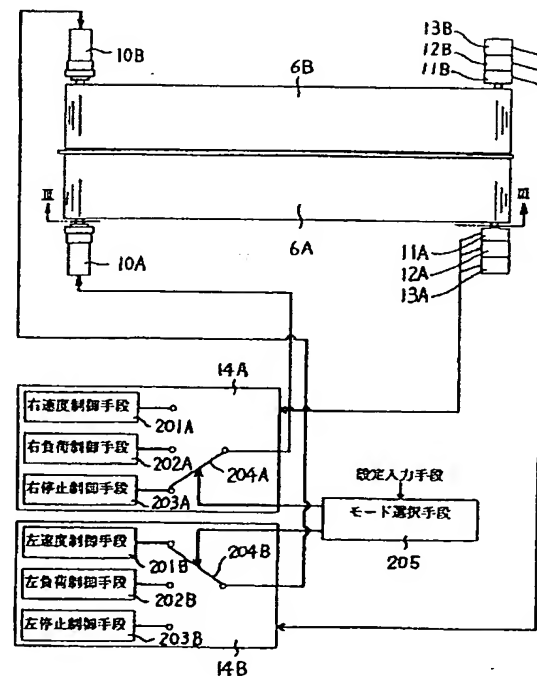 10B
13B
12B
11B
6B
III
III
6A
10A
11A
12A
13A
14A
右速度制御手段
201A
右負荷制御手段
202A
204A
右停止制御手段
203A
設定入力手段
モード選択手段
205
左速度制御手段
201B
204B
左負荷制御手段
202B
左停止制御手段
203B
14B